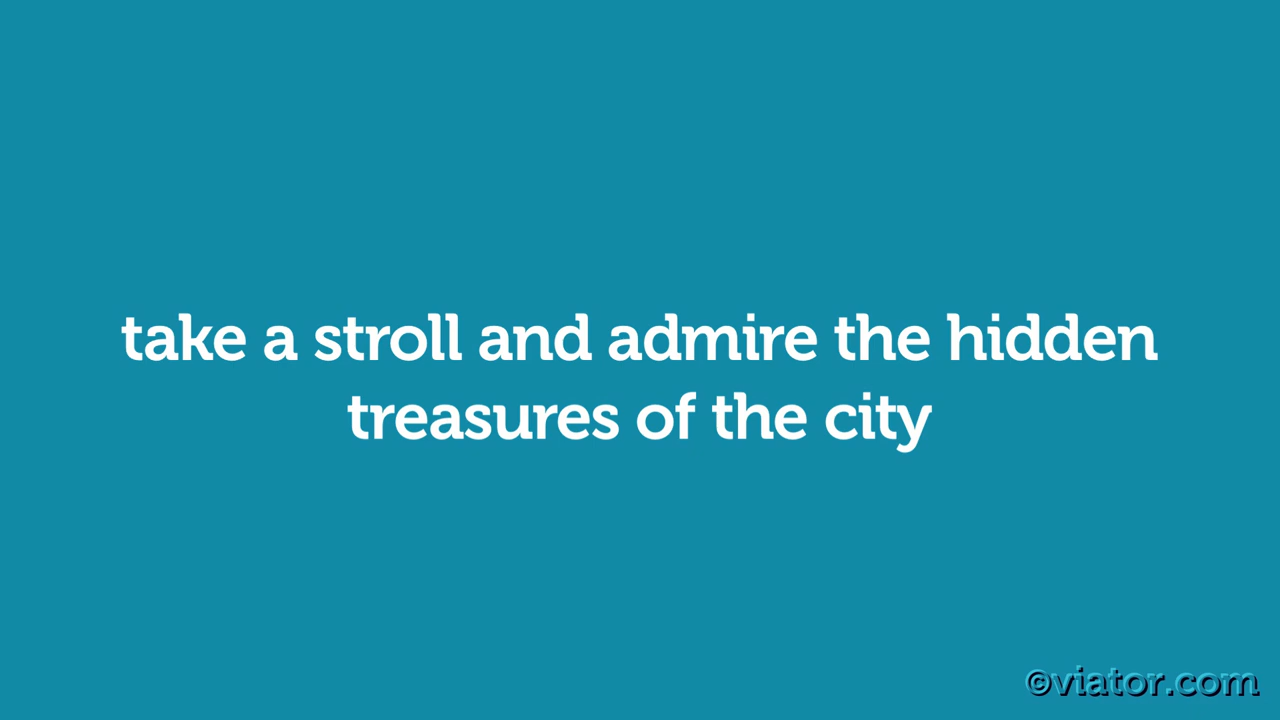 take a stroll and admire the hidden
treasures of the city
©viator.com